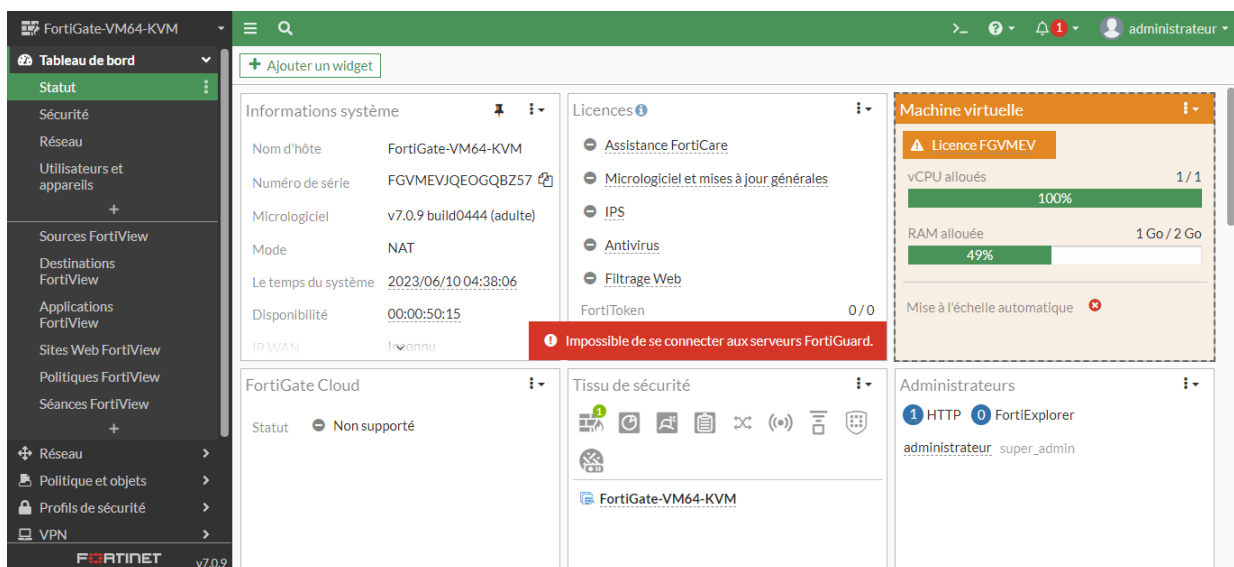 FortiGate-VM64-KVM
>_
?
1
administrateur
Tableau de bord
Statut
Sécurité
Réseau
Utilisateurs et
appareils
+
Sources FortiView
Destinations
FortiView
Applications
FortiView
Sites Web FortiView
Politiques FortiView
Séances FortiView
+
Réseau
Politique et objets
Profils de sécurité
VPN
FORTINET v7.0.9
+ Ajouter un widget
Informations système
Nom d'hôte FortiGate-VM64-KVM
Numéro de série FGVMEVJQEOGQBZ57
Micrologiciel v7.0.9 build0444 (adulte)
Mode NAT
Le temps du système 2023/06/10 04:38:06
Disponibilité 00:00:50:15
IP WAN Inconnu
Licences
Assistance FortiCare
Micrologiciel et mises à jour générales
IPS
Antivirus
Filtrage Web
FortiToken 0/0
Impossible de se connecter aux serveurs FortiGuard.
Machine virtuelle
Licence FGVMEV
vCPU alloués 1/1
100%
RAM allouée 1 Go/2 Go
49%
Mise à l'échelle automatique
FortiGate Cloud
Statut Non supporté
Tissu de sécurité
1
FortiGate-VM64-KVM
Administrateurs
1 HTTP 0 FortiExplorer
administrateur super_admin